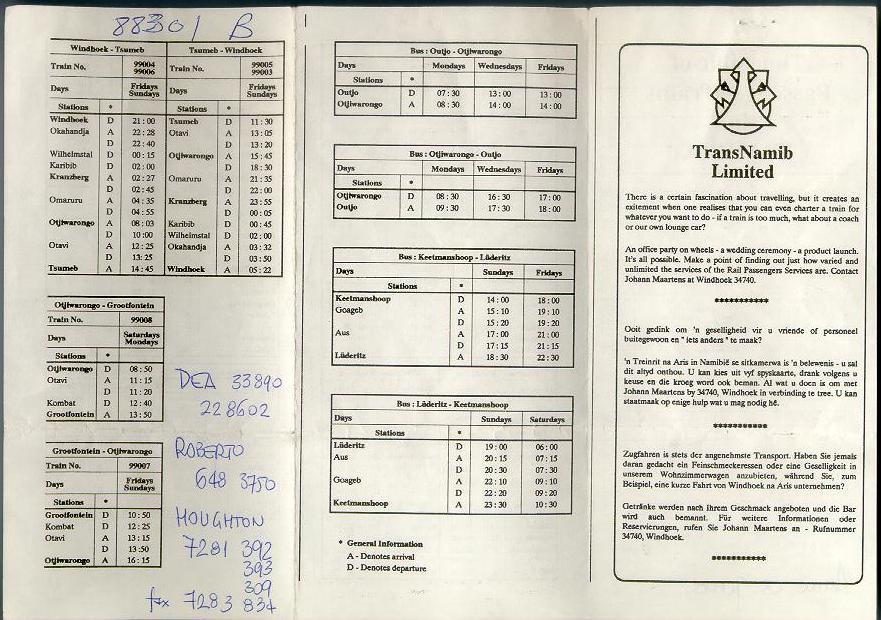 88301 B
Windhoek - Tsumeb Tsumeb - Windhoek
Train No. 99004 99006 Train No. 99005 99003
Days Fridays Sundays Days Fridays Sundays
Stations * Stations *
Windhoek D 21:00 Tsumeb D 11:30
Okahandja A 22:28 Otavi A 13:05
D 22:40 D 13:20
Wilhelmstal D 00:15 Otjiwarongo A 15:45
Karibib D 02:00 D 18:30
Kranzberg A 02:27 Omaruru A 21:35
D 02:45 D 22:00
Omaruru A 04:35 Kranzberg A 23:55
D 04:55 D 00:05
Otjiwarongo A 08:03 Karibib D 00:45
D 10:00 Wilhelmstal D 02:00
Otavi A 12:25 Okahandja A 03:32
D 13:25 D 03:50
Tsumeb A 14:45 Windhoek A 05:22
Otjiwarongo - Grootfontein
Train No. 99008
Days Saturdays Mondays
Stations *
Otjiwarongo D 08:50
Otavi A 11:15
D 11:20
Kombat D 12:40
Grootfontein A 13:50
Grootfontein - Otjiwarongo
Train No. 99007
Days Fridays Sundays
Stations *
Grootfontein D 10:50
Kombat D 12:25
Otavi A 13:15
D 13:50
Otjiwarongo A 16:15
DEA 33890
228602
ROBERTO
648 3750
HOUGHTON
7281 392
393
309
fax 7283 834
Bus : Outjo - Otjiwarongo
Days Mondays Wednesdays Fridays
Stations *
Outjo D 07:30 13:00 13:00
Otjiwarongo A 08:30 14:00 14:00
Bus : Otjiwarongo - Outjo
Days Mondays Wednesdays Fridays
Stations *
Otjiwarongo D 08:30 16:30 17:00
Outjo A 09:30 17:30 18:00
Bus : Keetmanshoop - Lüderitz
Days Sundays Fridays
Stations *
Keetmanshoop D 14:00 18:00
Goageb A 15:10 19:10
D 15:20 19:20
Aus A 17:00 21:00
D 17:15 21:15
Lüderitz A 18:30 22:30
Bus : Lüderitz - Keetmanshoop
Days Sundays Saturdays
Stations *
Lüderitz D 19:00 06:00
Aus A 20:15 07:15
D 20:30 07:30
Goageb A 22:10 09:10
D 22:20 09:20
Keetmanshoop A 23:30 10:30
* General Information
A - Denotes arrival
D - Denotes departure
TransNamib
Limited
There is a certain fascination about travelling, but it creates an
exitement when one realises that you can even charter a train for
whatever you want to do - if a train is too much, what about a coach
or our own lounge car?
An office party on wheels - a wedding ceremony - a product launch.
It's all possible. Make a point of finding out just how varied and
unlimited the services of the Rail Passengers Services are. Contact
Johann Maartens at Windhoek 34740.
***********
Ooit gedink om 'n geselligheid vir u vriende of personeel
buitegewoon en " iets anders " te maak?
'n Treinrit na Aris in Namibië se sitkamerwa is 'n belewenis - u sal
dit altyd onthou. U kan kies uit vyf spyskaarte, drank volgens u
keuse en die kroeg word ook beman. Al wat u doen is om met
Johann Maartens by 34740, Windhoek in verbinding te tree. U kan
staatmaak op enige hulp wat u mag nodig hê.
***********
Zugfahren is stets der angenehmste Transport. Haben Sie jemals
daran gedacht ein Feinschmeckeressen oder eine Geselligkeit in
unserem Wohnzimmerwagen anzubieten, während Sie, zum
Beispiel, eine kurze Fahrt von Windhoek na Aris unternehmen?
Getränke werden nach Ihrem Geschmack angeboten und die Bar
wird auch bemannt. Für weitere Informationen oder
Reservierungen, rufen Sie Johann Maartens an - Rufnummer
34740, Windhoek.
***********